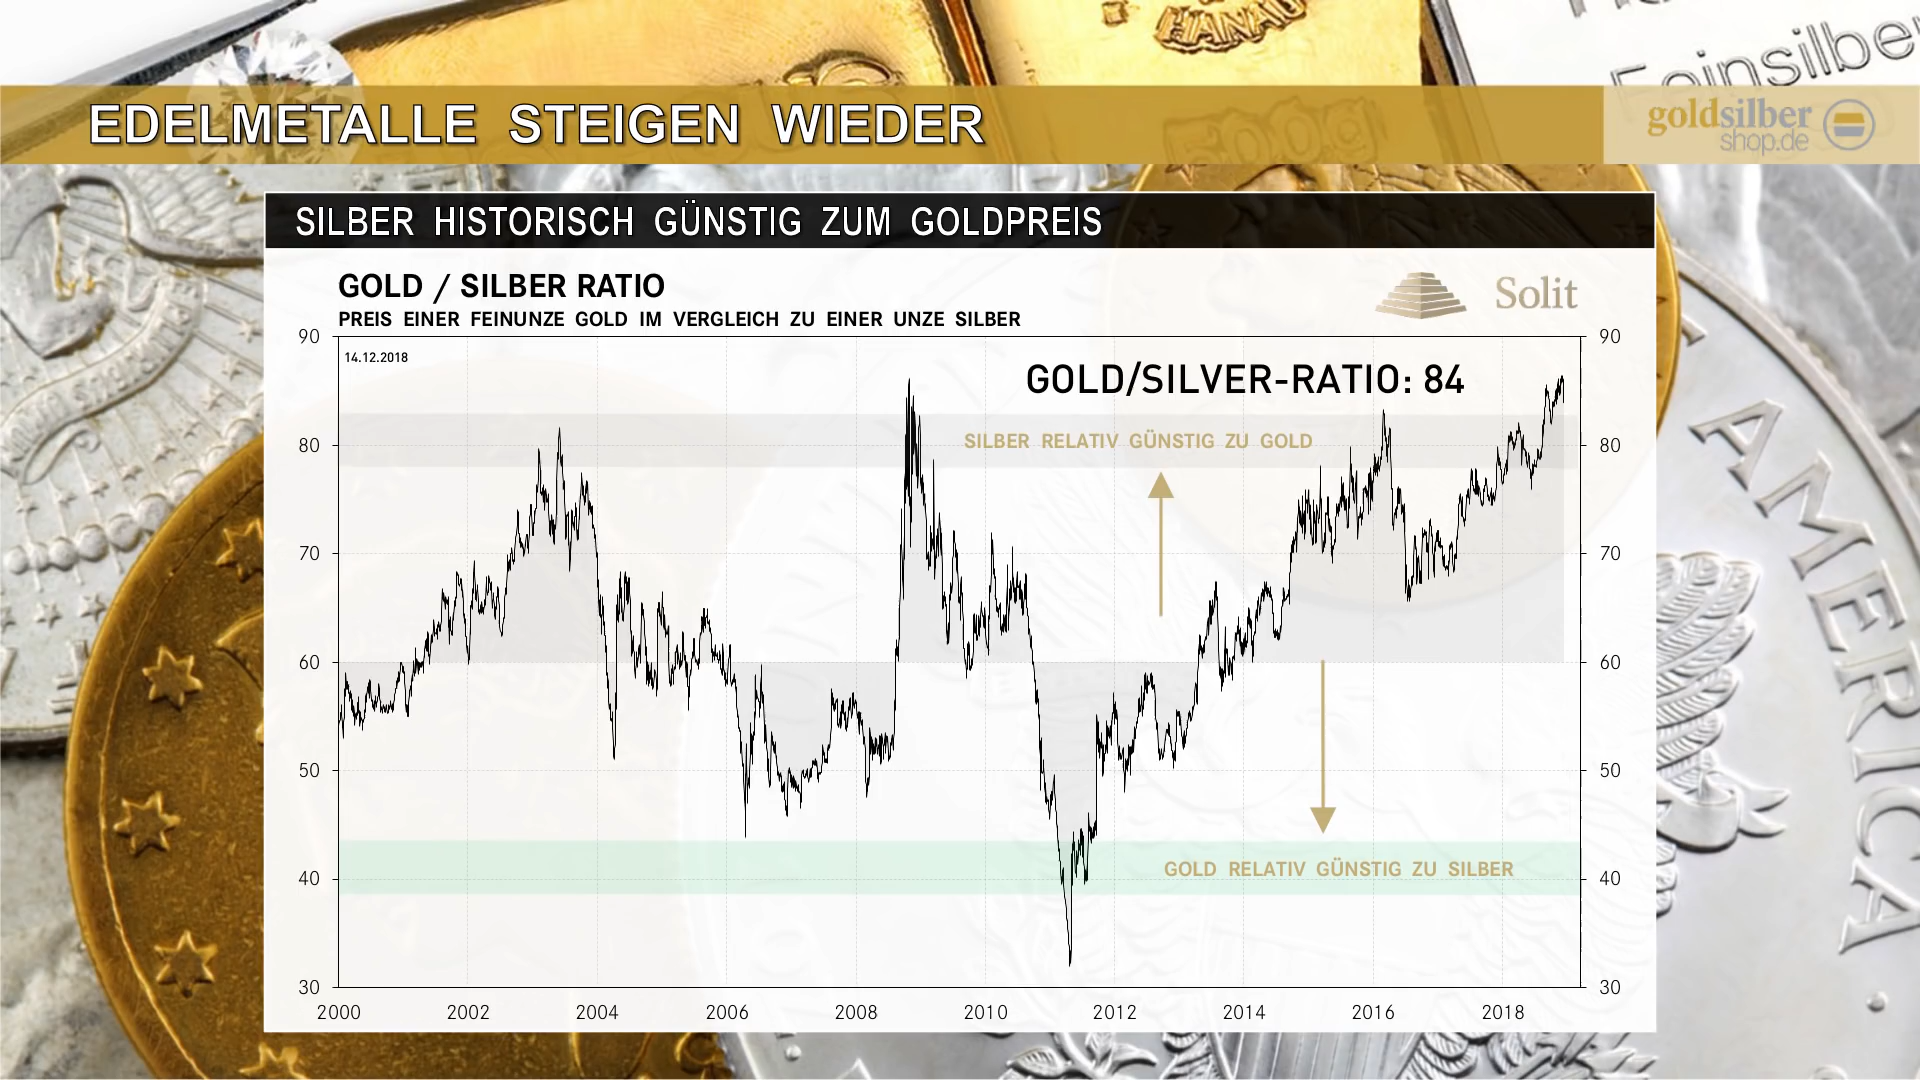 HANAU
Feinsilber
500g
EDELMETALLE STEIGEN WIEDER
goldsilber
shop.de
SILBER HISTORISCH GÜNSTIG ZUM GOLDPREIS
GOLD / SILBER RATIO
PREIS EINER FEINUNZE GOLD IM VERGLEICH ZU EINER UNZE SILBER
Solit
90 90
14.12.2018
GOLD/SILVER-RATIO: 84
80 SILBER RELATIV GÜNSTIG ZU GOLD 80
70 70
60 60
50 50
40 GOLD RELATIV GÜNSTIG ZU SILBER 40
30 30
2000 2002 2004 2006 2008 2010 2012 2014 2016 2018
AMERICA